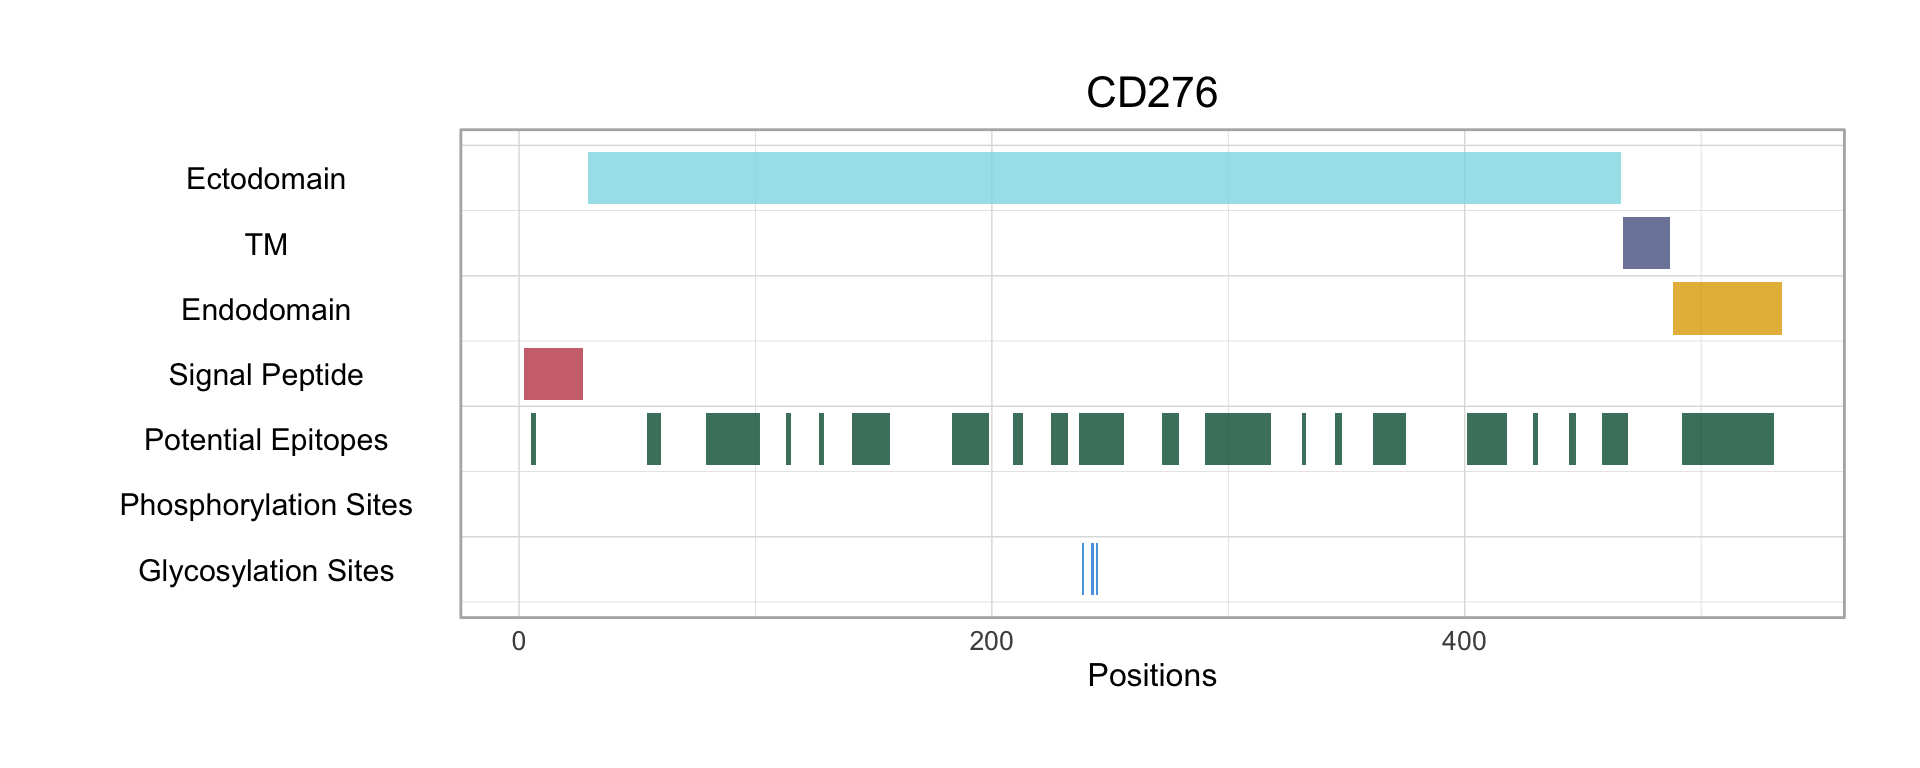 CD276
Ectodomain
TM
Endodomain
Signal Peptide
Potential Epitopes
Phosphorylation Sites
Glycosylation Sites
0 200 400
Positions